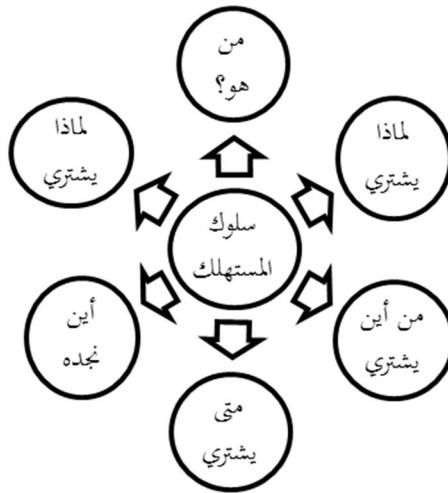 من
هو؟
لماذا
يشتري
لماذا
يشتري
سلوك
المستهلك
من أين
يشتري
أين
نجده
متى
يشتري